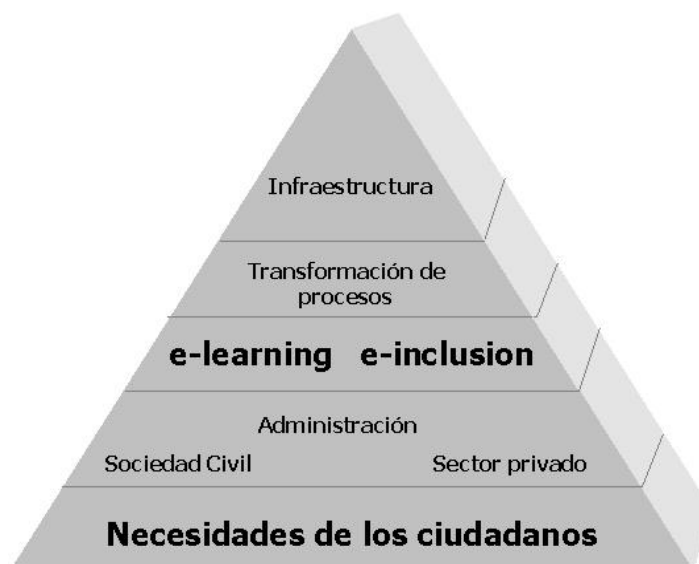 Infraestructura
Transformación de
procesos
e-learning e-inclusion
Administración
Sociedad Civil Sector privado
Necesidades de los ciudadanos